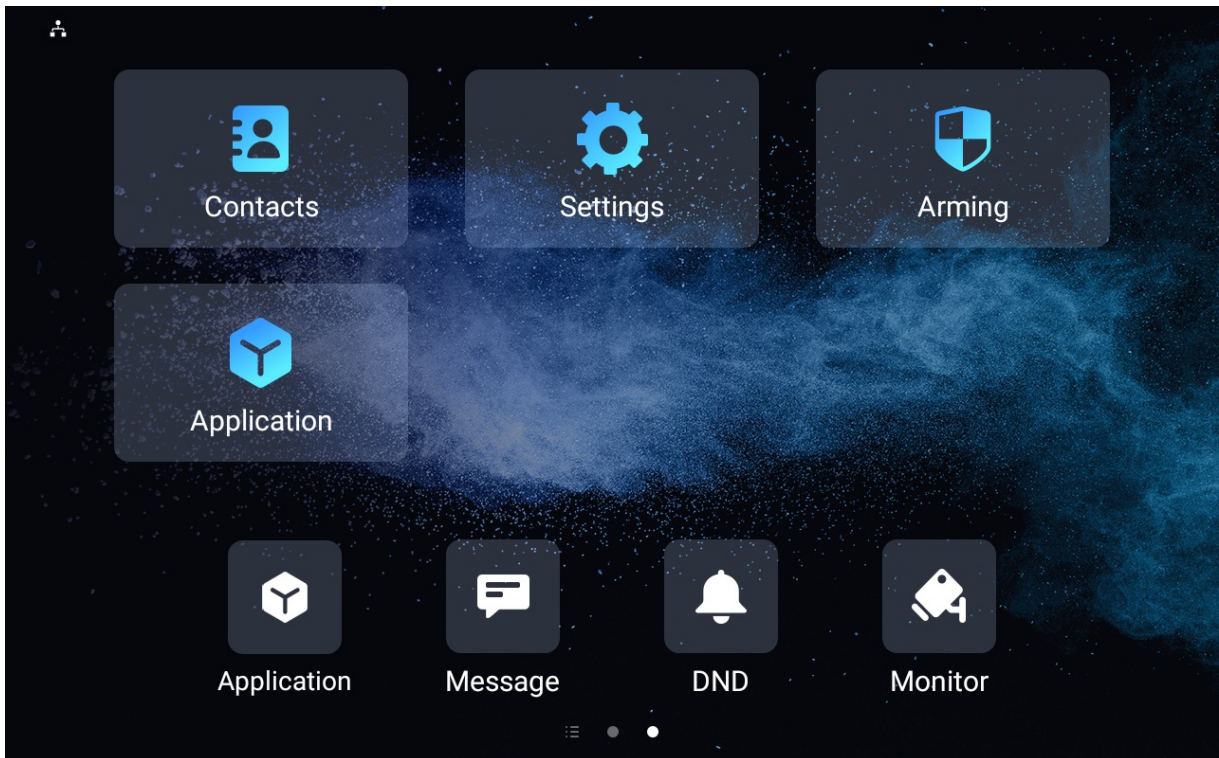 Contacts
Settings
Arming
Application
Application
Message
DND
Monitor